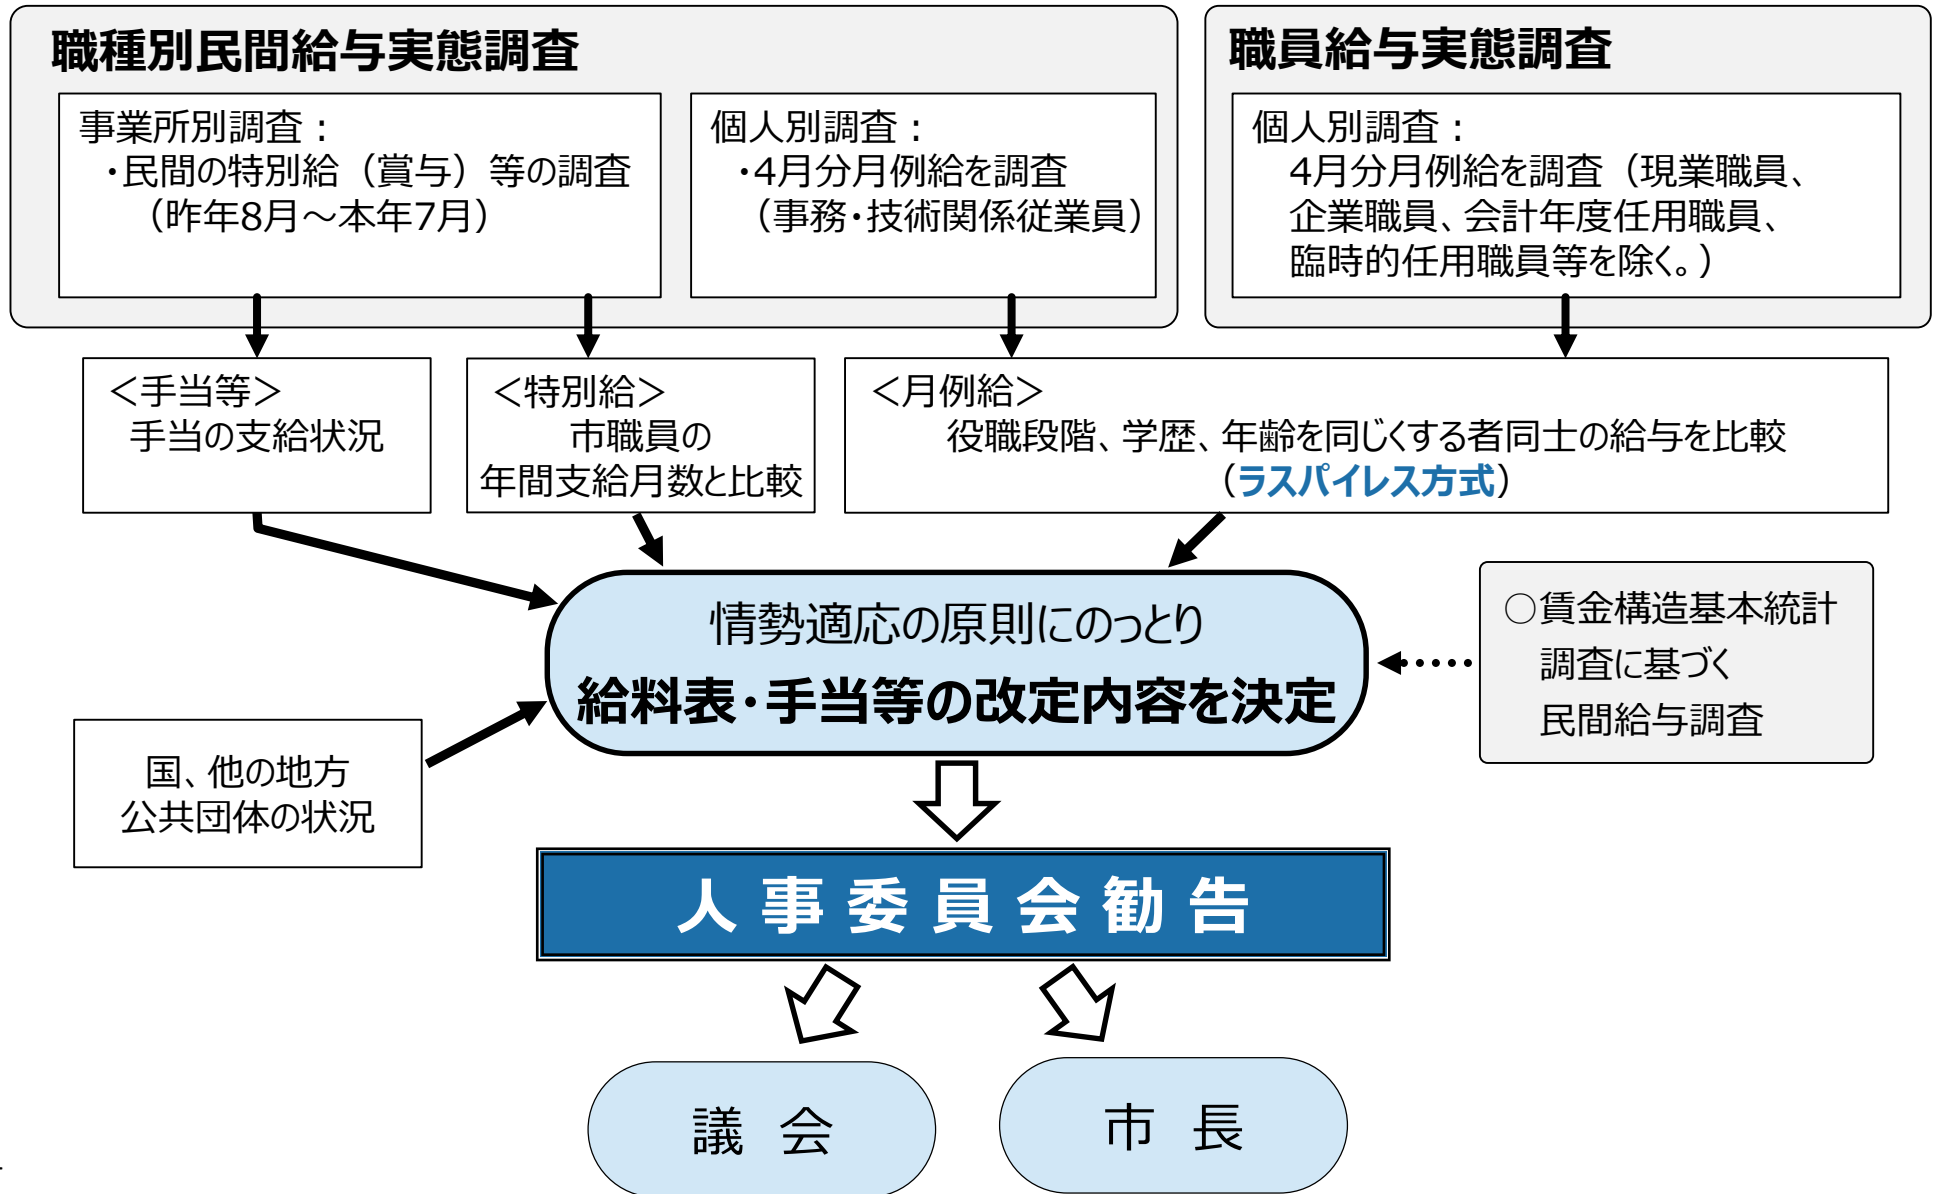 職種別民間給与実態調査
事業所別調査：
・民間の特別給（賞与）等の調査
（昨年8月～本年7月）
個人別調査：
・4月分月例給を調査
（事務・技術関係従業員）
職員給与実態調査
個人別調査：
4月分月例給を調査（現業職員、
企業職員、会計年度任用職員、
臨時的任用職員等を除く。）
＜手当等＞
手当の支給状況
＜特別給＞
市職員の
年間支給月数と比較
＜月例給＞
役職段階、学歴、年齢を同じくする者同士の給与を比較
（ラスパイレス方式）
情勢適応の原則にのっとり
給料表・手当等の改定内容を決定
○賃金構造基本統計
調査に基づく
民間給与調査
国、他の地方
公共団体の状況
人事委員会勧告
議 会
市 長